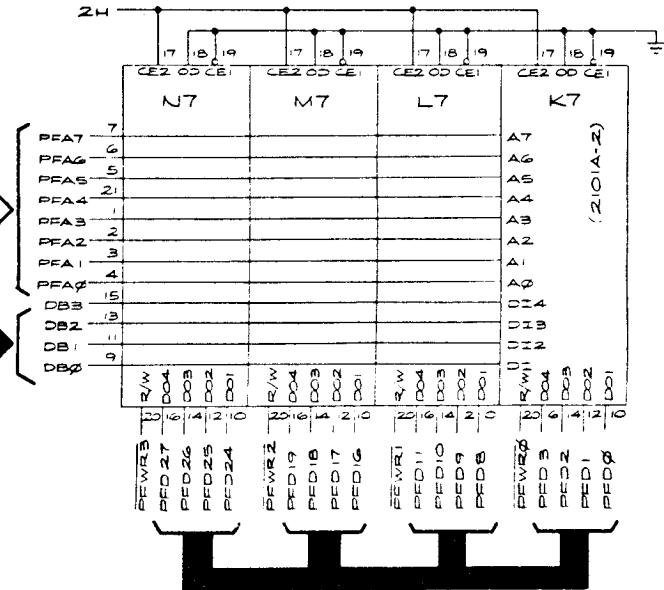 2H
17 18 19 17 18 19 17 18 19 17 18 19
CE2 OD CE1 CE2 OD CE1 CE2 OD CE1 CE2 OD CE1
N7 M7 L7 K7
(2101A-2)
PFA7 7 A7
PFA6 6 A6
PFA5 5 A5
PFA4 21 A4
PFA3 1 A3
PFA2 2 A2
PFA1 3 A1
PFAØ 4 AØ
DB3 15 DI4
DB2 13 DI3
DB1 11 DI2
DBØ 9 DI
R/W DO4 DO3 DO2 DO1 R/W DO4 DO3 DO2 DO1 R/W DO4 DO3 DO2 DO1 R/W DO4 DO3 DO2 DO1
20 16 14 12 10 20 16 14 12 10 20 16 14 2 0 20 6 14 12 10
PFWR3 PFD27 PFD26 PFD25 PFD24 PFWR2 PFD19 PFD18 PFD17 PFD16 PFWR1 PFD11 PFD10 PFD9 PFD8 PFWRØ PFD3 PFD2 PFD1 PFDØ